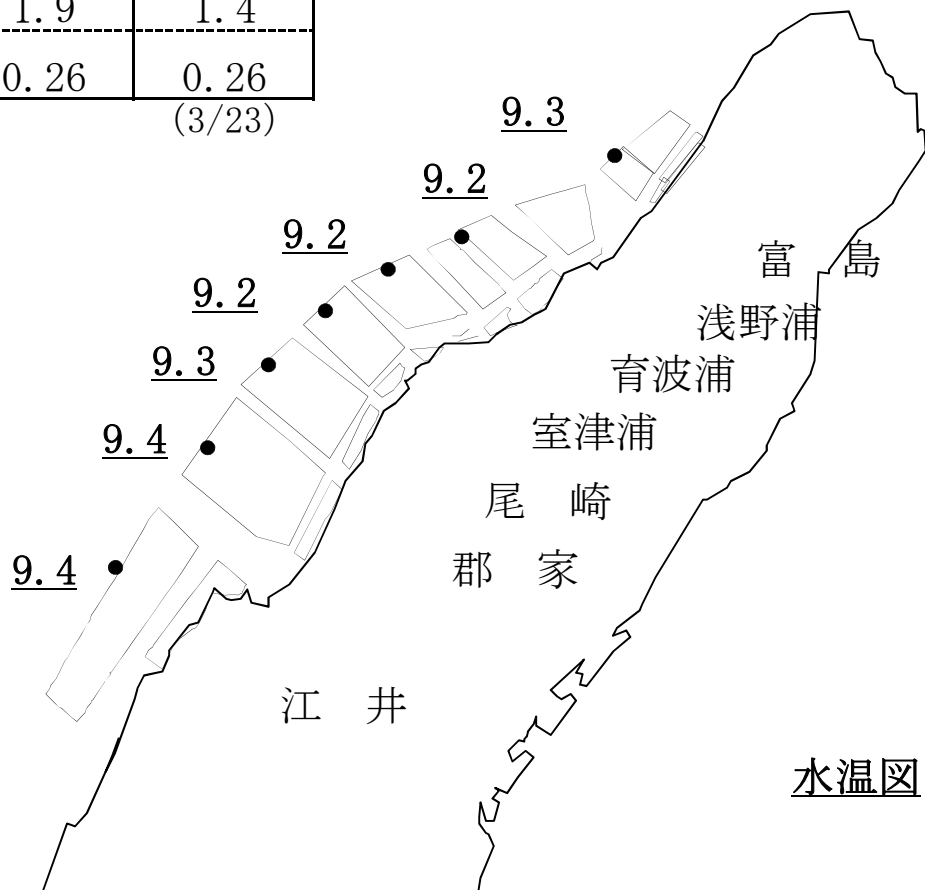 1.9 1.4
0.26 0.26
(3/23)
9.3
9.2
9.2
9.2
9.3
9.4
9.4
富 島
浅野浦
育波浦
室津浦
尾 崎
郡 家
江 井
水温図